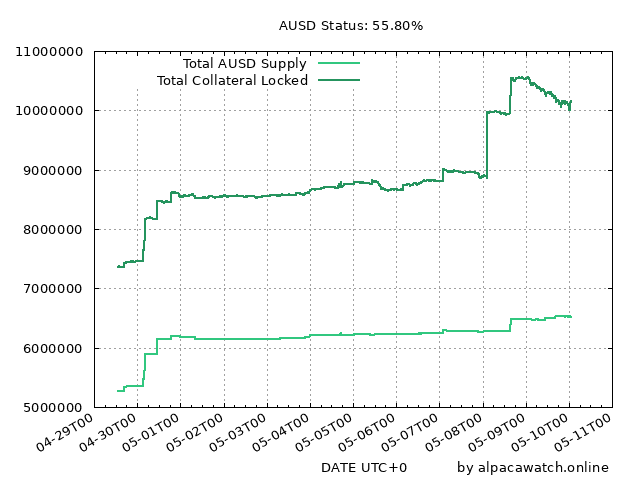 AUSD Status: 55.80%
11000000
Total AUSD Supply
Total Collateral Locked
10000000
9000000
8000000
7000000
6000000
5000000
04-29T00
04-30T00
05-01T00
05-02T00
05-03T00
05-04T00
05-05T00
05-06T00
05-07T00
05-08T00
05-09T00
05-10T00
05-11T00
DATE UTC+0
by alpacawatch.online